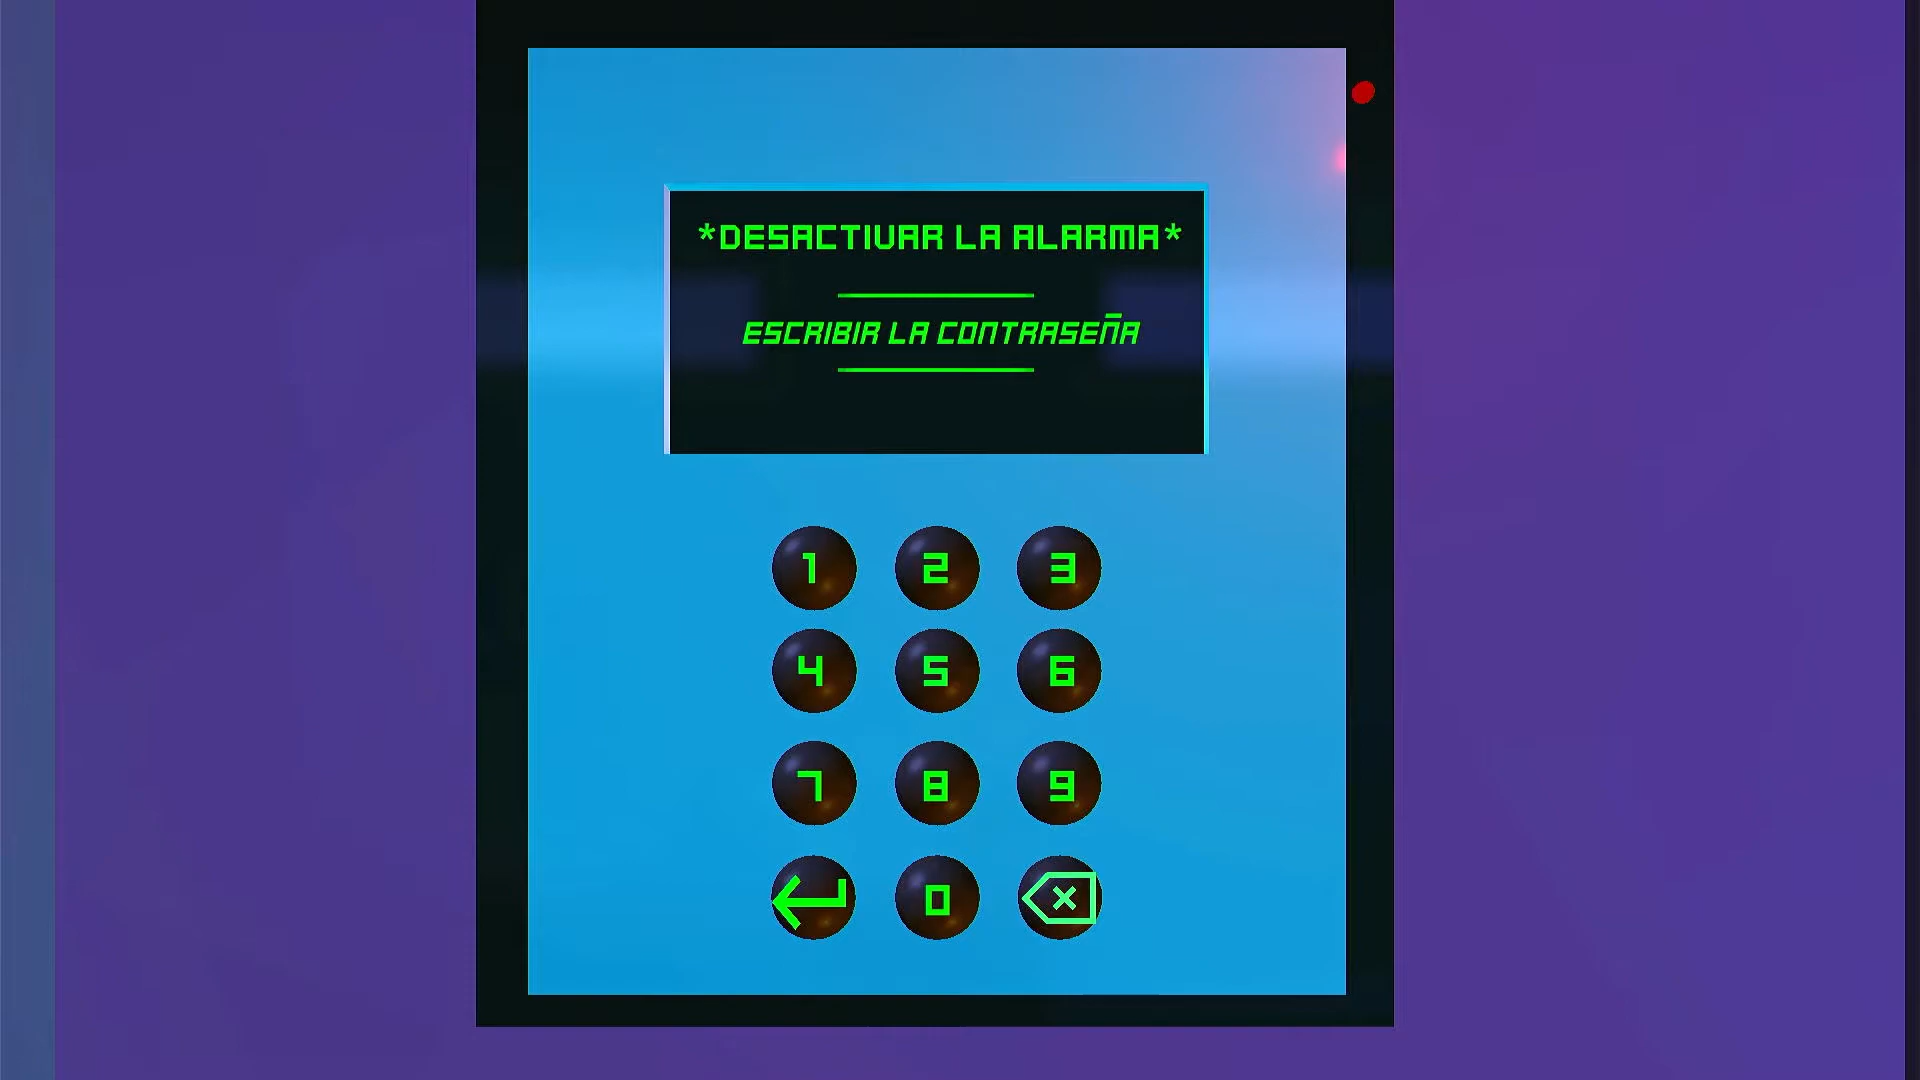 *DESACTIVAR LA ALARMA*
ESCRIBIR LA CONTRASEÑA
1 2 3
4 5 6
7 8 9
0